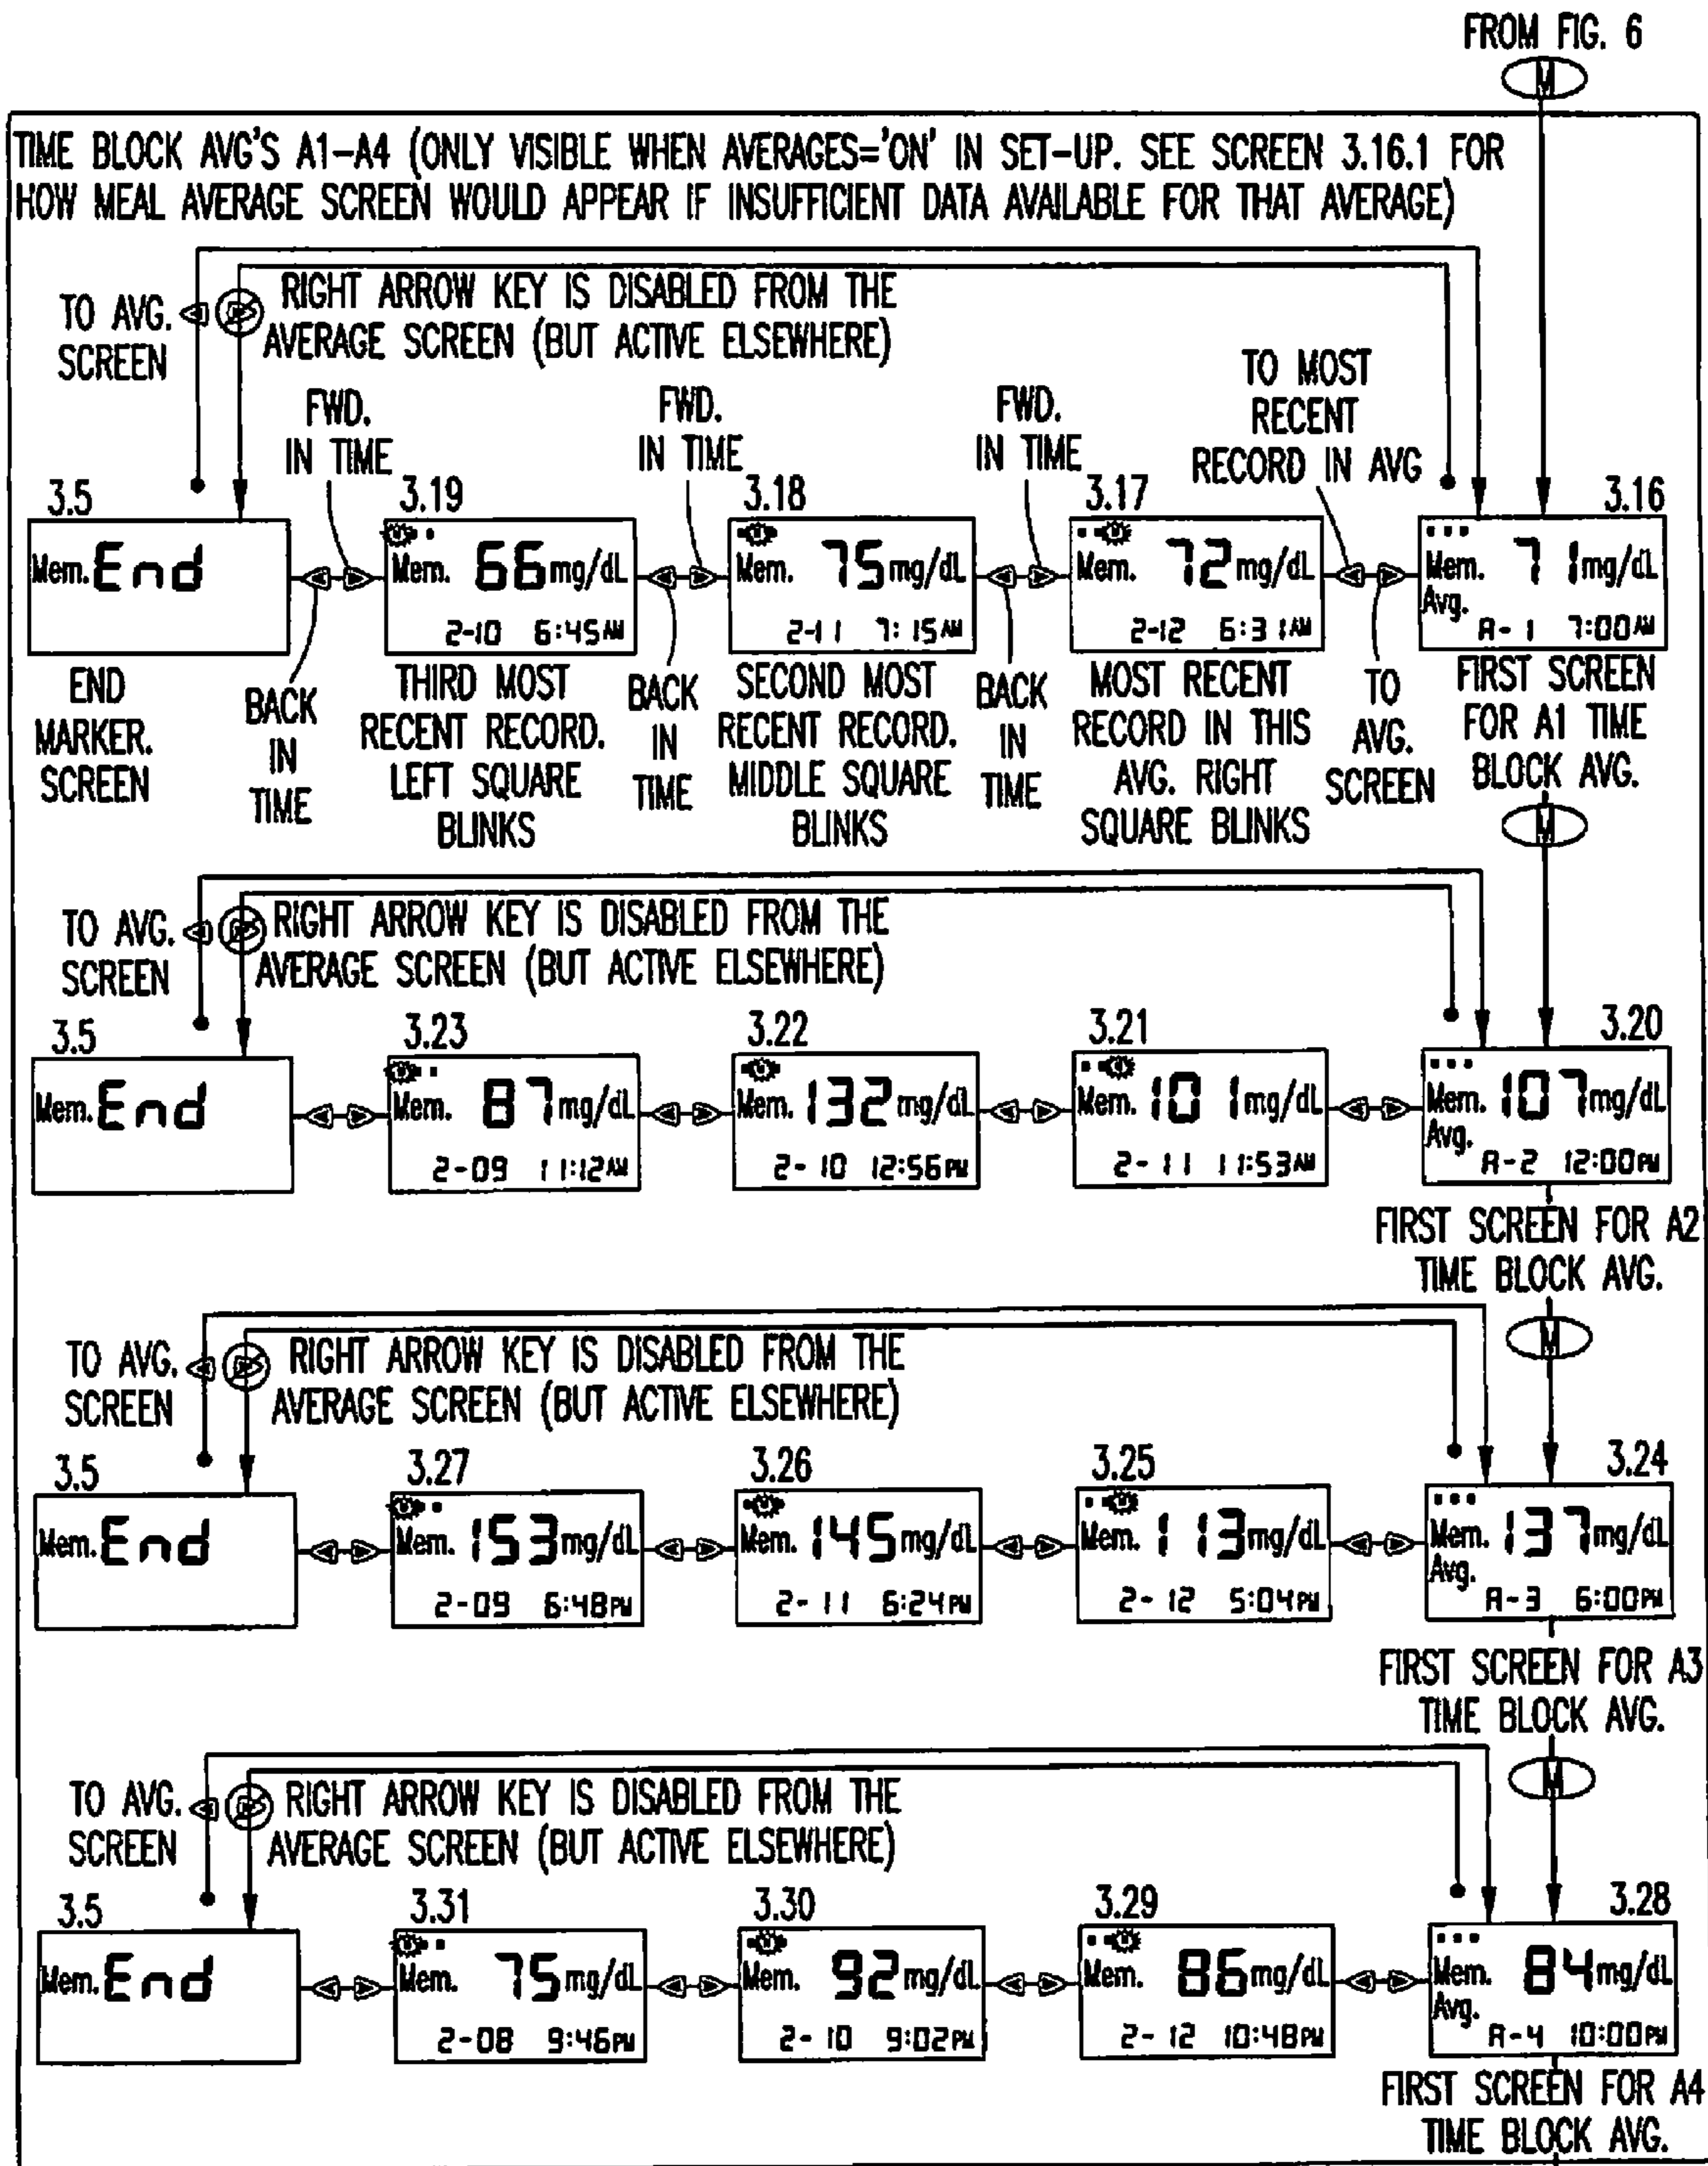 FROM FIG. 6
M
TIME BLOCK AVG'S A1-A4 (ONLY VISIBLE WHEN AVERAGES='ON' IN SET-UP. SEE SCREEN 3.16.1 FOR
HOW MEAL AVERAGE SCREEN WOULD APPEAR IF INSUFFICIENT DATA AVAILABLE FOR THAT AVERAGE)
TO AVG.
SCREEN
RIGHT ARROW KEY IS DISABLED FROM THE
AVERAGE SCREEN (BUT ACTIVE ELSEWHERE)
FWD.
IN TIME
FWD.
IN TIME
FWD.
IN TIME
TO MOST
RECENT
RECORD IN AVG
3.5
Mem. End
END
MARKER.
SCREEN
BACK
IN
TIME
3.19
Mem. 66 mg/dL
2-10 6:45AM
THIRD MOST
RECENT RECORD.
LEFT SQUARE
BLINKS
BACK
IN
TIME
3.18
Mem. 75 mg/dL
2-11 7:15AM
SECOND MOST
RECENT RECORD.
MIDDLE SQUARE
BLINKS
BACK
IN
TIME
3.17
Mem. 72 mg/dL
2-12 6:31AM
MOST RECENT
RECORD IN THIS
AVG. RIGHT
SQUARE BLINKS
TO
AVG.
SCREEN
3.16
Mem. 71 mg/dL
Avg.
A-1 7:00AM
FIRST SCREEN
FOR A1 TIME
BLOCK AVG.
M
TO AVG.
SCREEN
RIGHT ARROW KEY IS DISABLED FROM THE
AVERAGE SCREEN (BUT ACTIVE ELSEWHERE)
3.5
Mem. End
3.23
Mem. 87 mg/dL
2-09 11:12AM
3.22
Mem. 132 mg/dL
2-10 12:56PM
3.21
Mem. 101 mg/dL
2-11 11:53AM
3.20
Mem. 107 mg/dL
Avg.
A-2 12:00PM
FIRST SCREEN FOR A2
TIME BLOCK AVG.
M
TO AVG.
SCREEN
RIGHT ARROW KEY IS DISABLED FROM THE
AVERAGE SCREEN (BUT ACTIVE ELSEWHERE)
3.5
Mem. End
3.27
Mem. 153 mg/dL
2-09 6:48PM
3.26
Mem. 145 mg/dL
2-11 6:24PM
3.25
Mem. 113 mg/dL
2-12 5:04PM
3.24
Mem. 137 mg/dL
Avg.
A-3 6:00PM
FIRST SCREEN FOR A3
TIME BLOCK AVG.
M
TO AVG.
SCREEN
RIGHT ARROW KEY IS DISABLED FROM THE
AVERAGE SCREEN (BUT ACTIVE ELSEWHERE)
3.5
Mem. End
3.31
Mem. 75 mg/dL
2-08 9:46PM
3.30
Mem. 92 mg/dL
2-10 9:02PM
3.29
Mem. 86 mg/dL
2-12 10:48PM
3.28
Mem. 84 mg/dL
Avg.
A-4 10:00PM
FIRST SCREEN FOR A4
TIME BLOCK AVG.